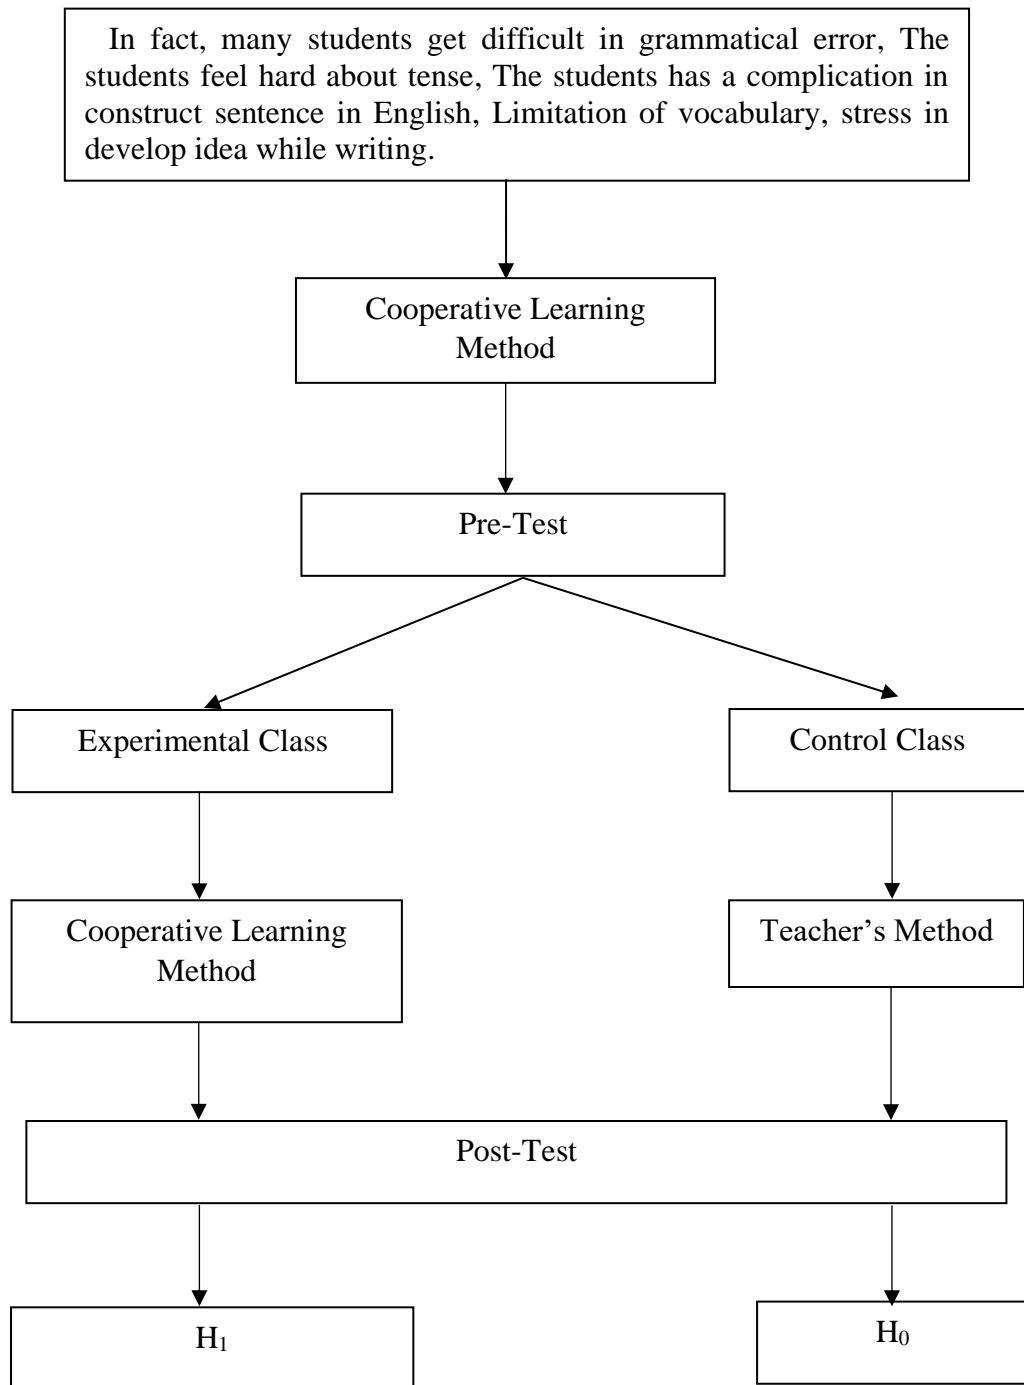 In fact, many students get difficult in grammatical error, The
students feel hard about tense, The students has a complication in
construct sentence in English, Limitation of vocabulary, stress in
develop idea while writing.
Cooperative Learning
Method
Pre-Test
Experimental Class
Control Class
Cooperative Learning
Method
Teacher’s Method
Post-Test
H₁
H₀